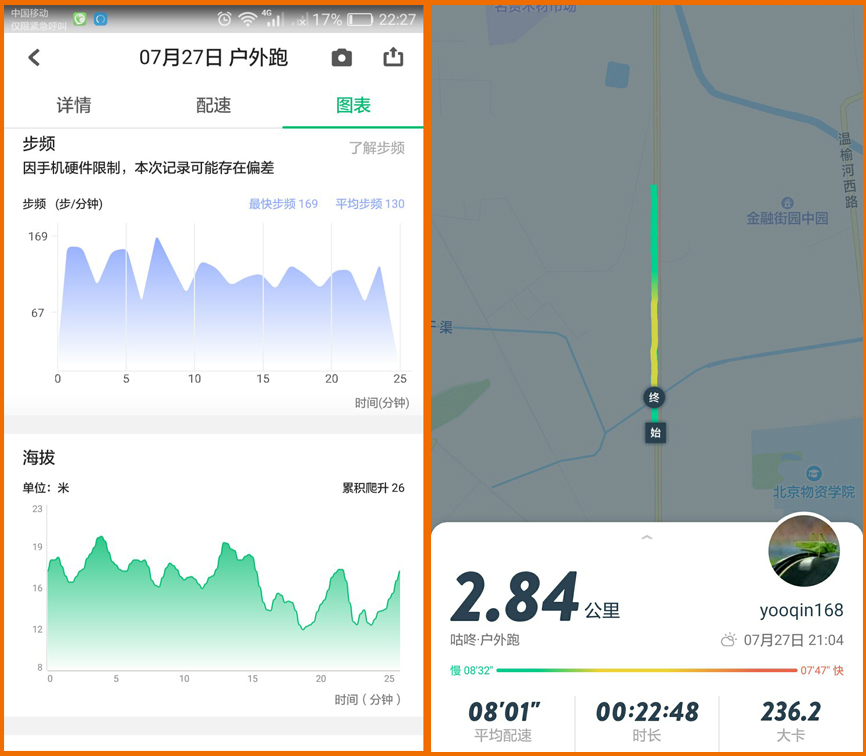 中国移动
仅限紧急呼叫
4G
17%
22:27
07月27日 户外跑
详情
配速
图表
步频
了解步频
因手机硬件限制，本次记录可能存在偏差
步频 （步/分钟）
最快步频 169
平均步频 130
169
67
0 5 10 15 20 25
时间(分钟)
海拔
单位：米
累积爬升 26
23
19
16
12
8
0 5 10 15 20 25
时间（分钟）
名贵木材市场
温榆河西路
金融街园中园
干渠
终
始
北京物资学院
2.84 公里
yooqin168
咕咚·户外跑
07月27日 21:04
慢 08'32"
07'47" 快
08'01"
00:22:48
236.2
平均配速
时长
大卡